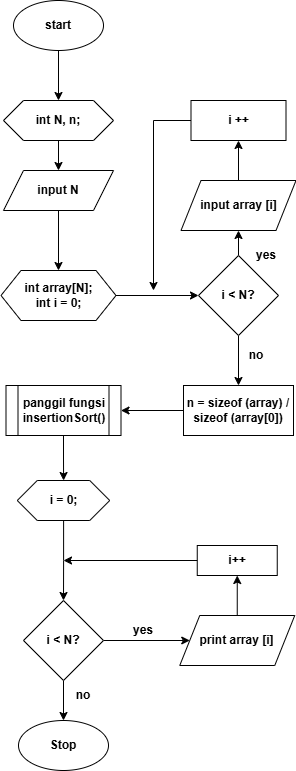 start
int N, n;
input N
int array[N];
int i = 0;
i < N?
yes
input array [i]
i ++
no
n = sizeof (array) /
sizeof (array[0])
panggil fungsi
insertionSort()
i = 0;
i < N?
yes
print array [i]
i++
no
Stop